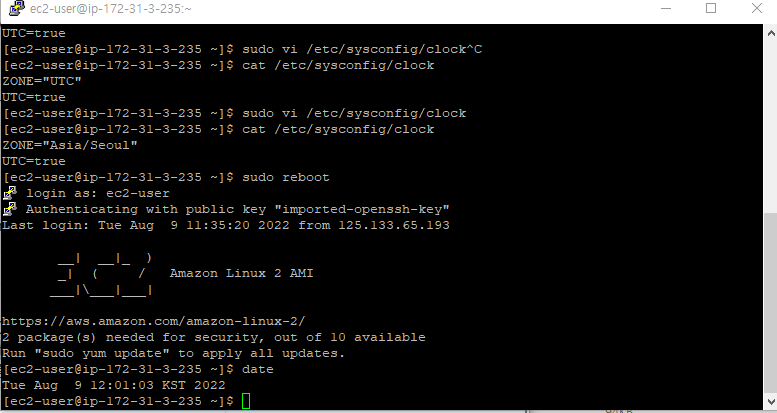 ec2-user@ip-172-31-3-235:~
UTC=true
[ec2-user@ip-172-31-3-235 ~]$ sudo vi /etc/sysconfig/clock^C
[ec2-user@ip-172-31-3-235 ~]$ cat /etc/sysconfig/clock
ZONE="UTC"
UTC=true
[ec2-user@ip-172-31-3-235 ~]$ sudo vi /etc/sysconfig/clock
[ec2-user@ip-172-31-3-235 ~]$ cat /etc/sysconfig/clock
ZONE="Asia/Seoul"
UTC=true
[ec2-user@ip-172-31-3-235 ~]$ sudo reboot
login as: ec2-user
Authenticating with public key "imported-openssh-key"
Last login: Tue Aug  9 11:35:20 2022 from 125.133.65.193
       __|  __|_  )
       _|  (     /   Amazon Linux 2 AMI
      ___|\___|___|
https://aws.amazon.com/amazon-linux-2/
2 package(s) needed for security, out of 10 available
Run "sudo yum update" to apply all updates.
[ec2-user@ip-172-31-3-235 ~]$ date
Tue Aug  9 12:01:03 KST 2022
[ec2-user@ip-172-31-3-235 ~]$